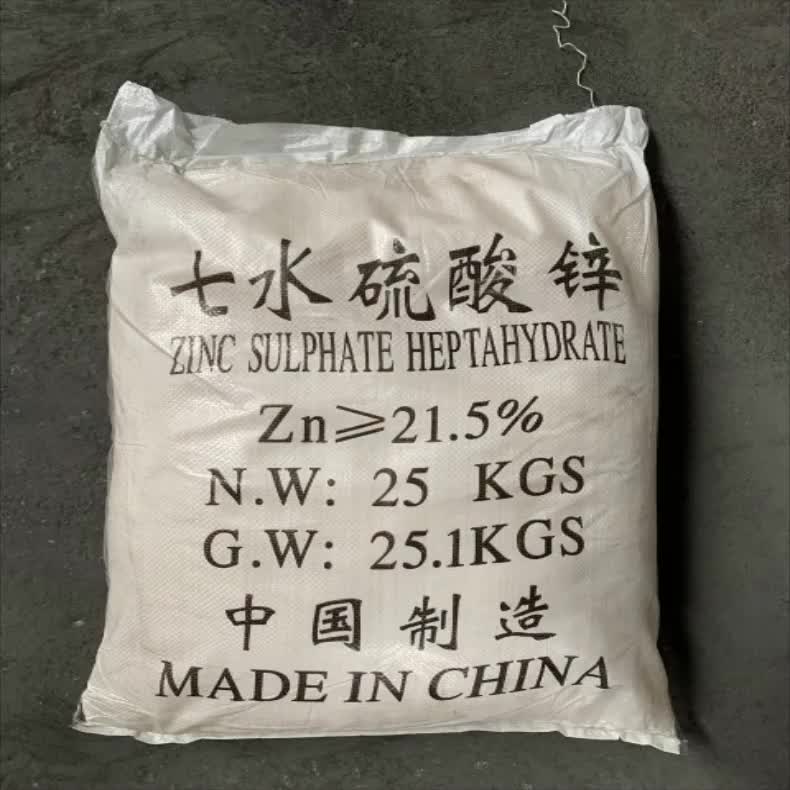 七水硫酸锌
ZINC SULPHATE HEPTAHYDRATE
Zn⩾21.5%
N.W: 25 KGS
G.W: 25.1KGS
中国制造
MADE IN CHINA